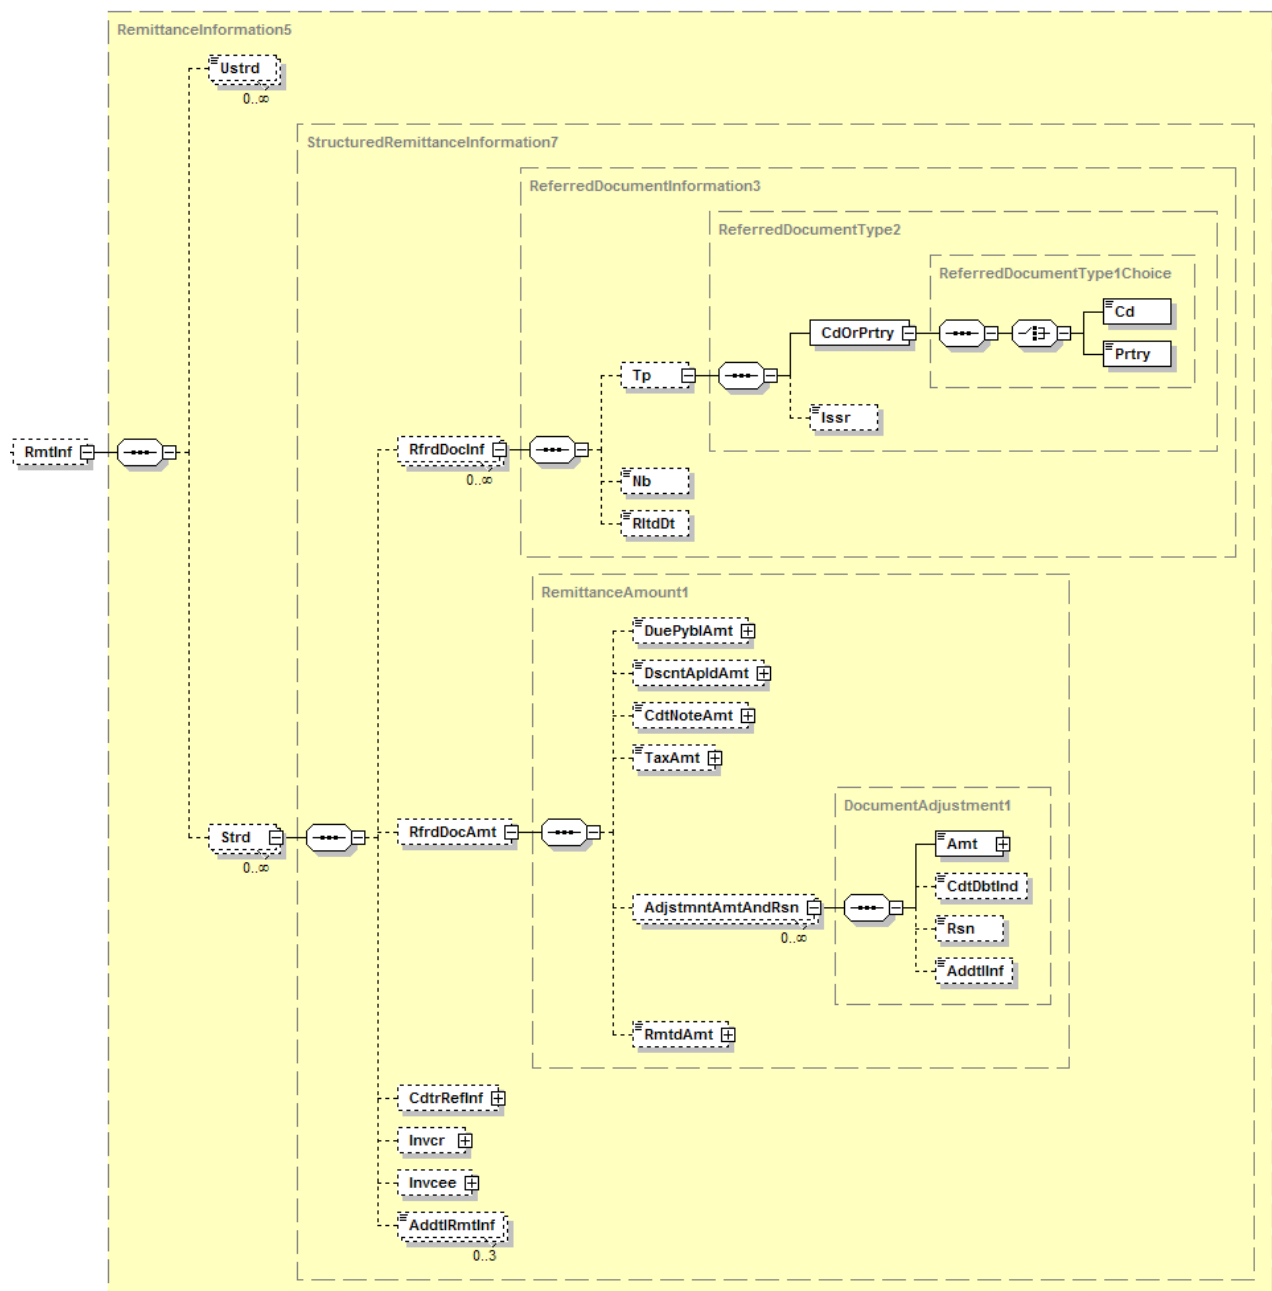 RemittanceInformation5
Ustrd
0..∞
StructuredRemittanceInformation7
ReferredDocumentInformation3
ReferredDocumentType2
ReferredDocumentType1Choice
Cd
CdOrPrtry
Prtry
Tp
Issr
RmtInf
RfrdDocInf
0..∞
Nb
RltdDt
RemittanceAmount1
DuePyblAmt
DscntApldAmt
CdtNoteAmt
TaxAmt
DocumentAdjustment1
Strd
0..∞
RfrdDocAmt
Amt
CdtDbtInd
AdjstmntAmtAndRsn
0..∞
Rsn
AddtlInf
RmtdAmt
CdtrRefInf
Invcr
Invcee
AddtlRmtInf
0..3